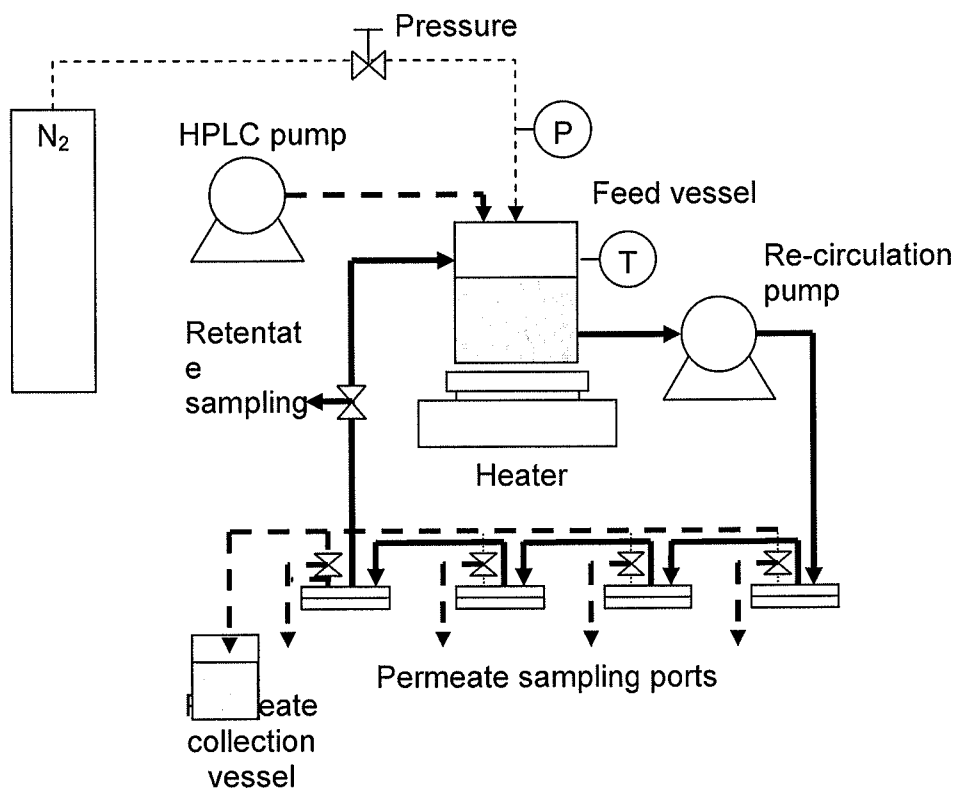 Pressure
N2
HPLC pump
P
Feed vessel
T
Re-circulation
pump
Retentat
e
sampling
Heater
Permeate sampling ports
eate
collection
vessel